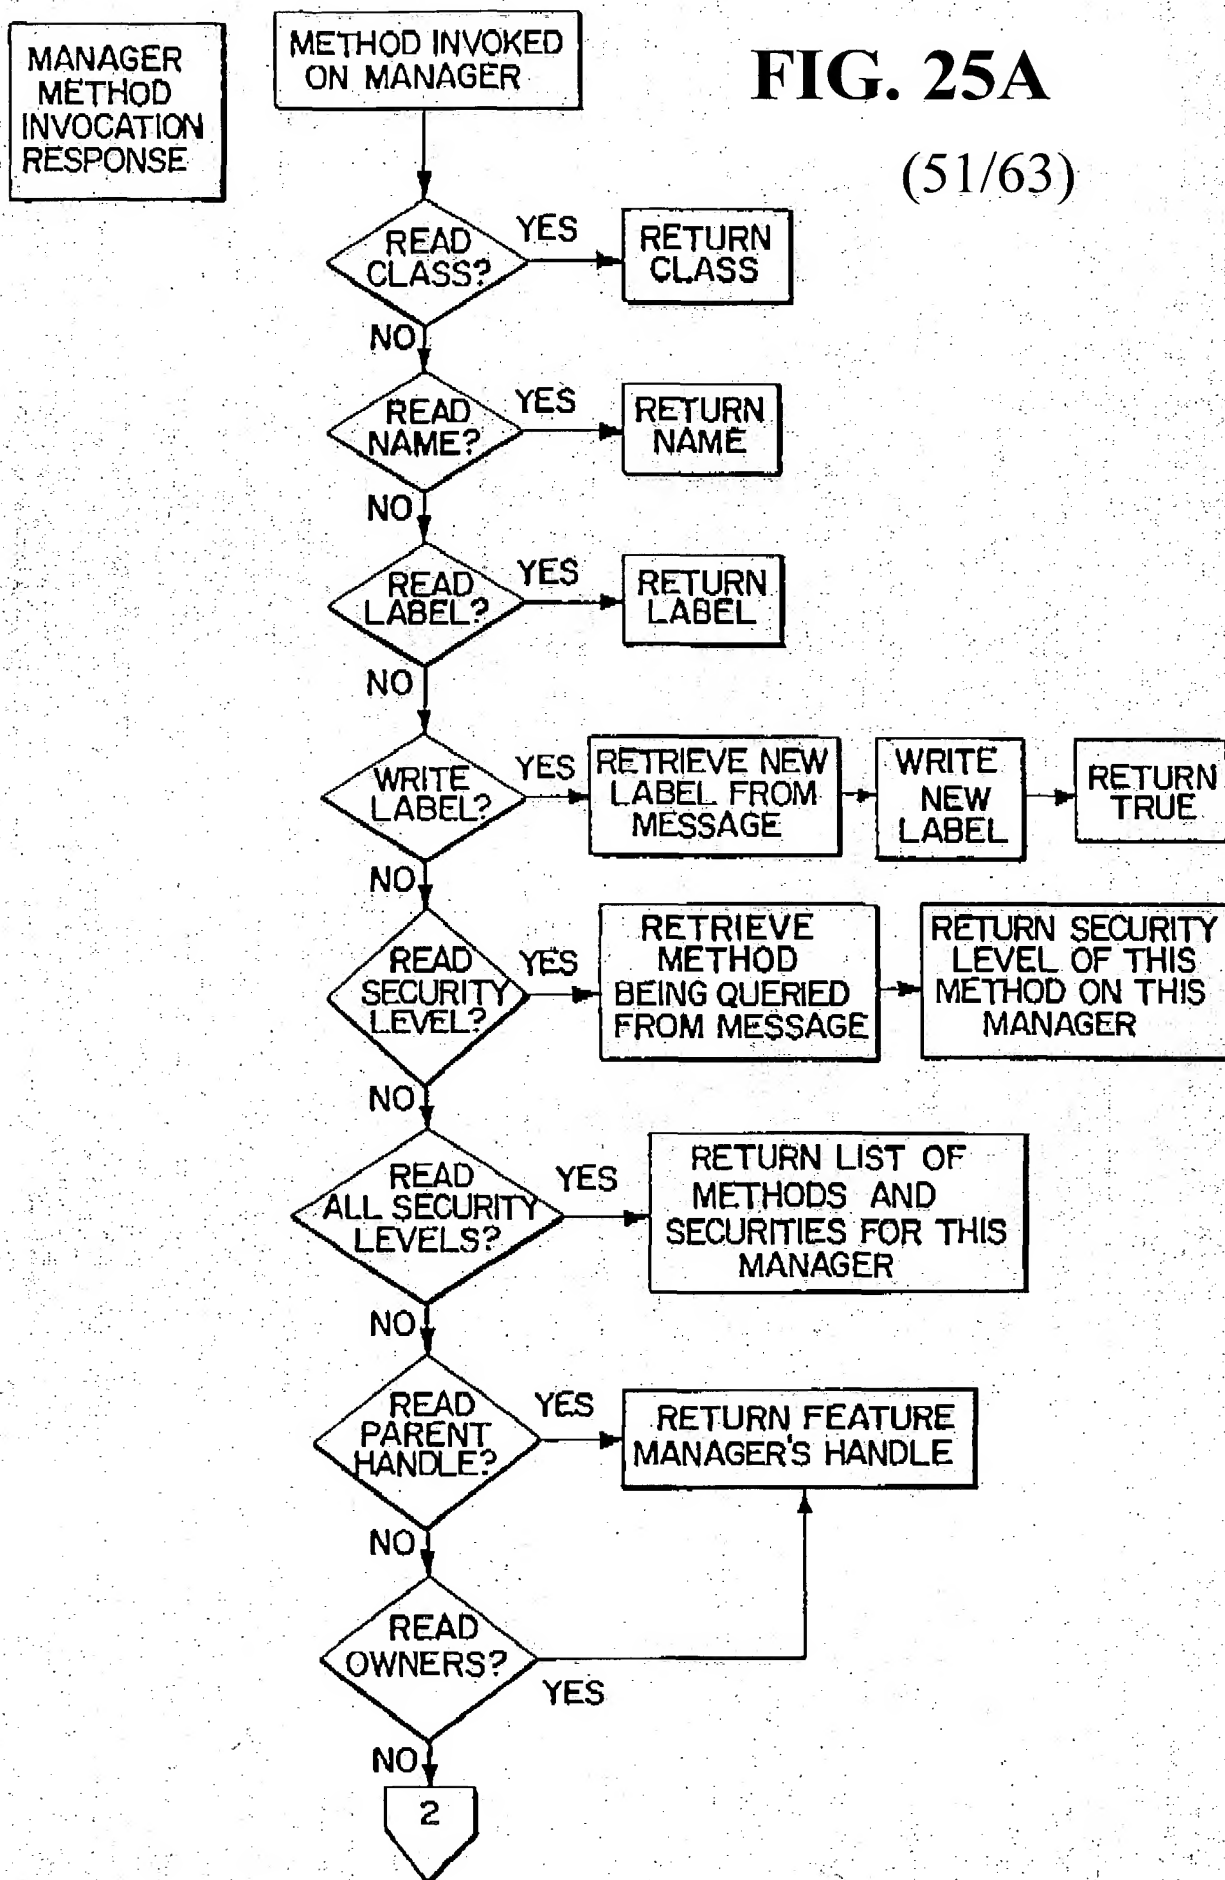 MANAGER
METHOD
INVOCATION
RESPONSE
METHOD INVOKED
ON MANAGER
FIG. 25A
(51/63)
READ
CLASS?
YES
RETURN
CLASS
NO
READ
NAME?
YES
RETURN
NAME
NO
READ
LABEL?
YES
RETURN
LABEL
NO
WRITE
LABEL?
YES
RETRIEVE NEW
LABEL FROM
MESSAGE
WRITE
NEW
LABEL
RETURN
TRUE
NO
READ
SECURITY
LEVEL?
YES
RETRIEVE
METHOD
BEING QUERIED
FROM MESSAGE
RETURN SECURITY
LEVEL OF THIS
METHOD ON THIS
MANAGER
NO
READ
ALL SECURITY
LEVELS?
YES
RETURN LIST OF
METHODS AND
SECURITIES FOR THIS
MANAGER
NO
READ
PARENT
HANDLE?
YES
RETURN FEATURE
MANAGER'S HANDLE
NO
READ
OWNERS?
YES
NO
2